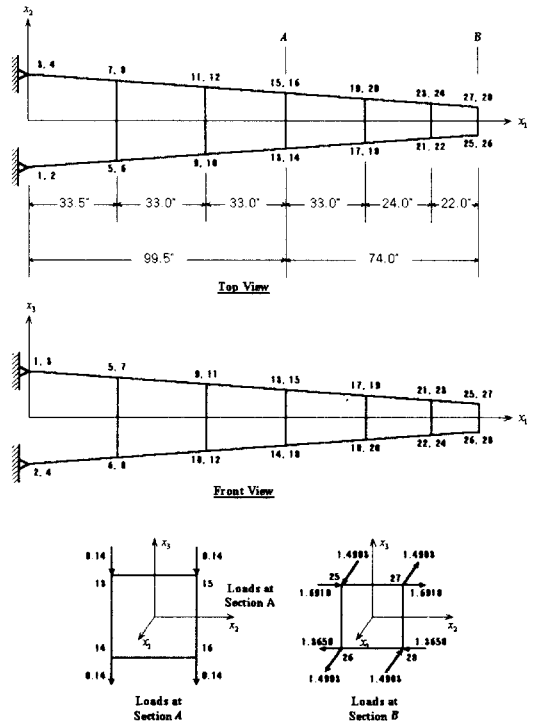 x₂
A
B
3, 4
7, 8
11, 12
15, 16
19, 20
23, 24
27, 28
x₁
1, 2
5, 6
9, 10
13, 14
17, 18
21, 22
25, 26
33.5" 33.0" 33.0" 33.0" 24.0" 22.0"
99.5" 74.0"
Top View
x₃
1, 3
5, 7
9, 11
13, 15
17, 19
21, 23
25, 27
x₁
2, 4
6, 8
10, 12
14, 16
18, 20
22, 24
26, 28
Front View
0.14 0.14
x₃
13 15
Loads at
Section A
x₂
x₁
14 16
0.14 0.14
Loads at
Section A
x₃
1.4903 1.4903
25 27
1.6910 1.6910
x₂
x₁
1.3650 1.3650
26 28
1.4903 1.4903
Loads at
Section B